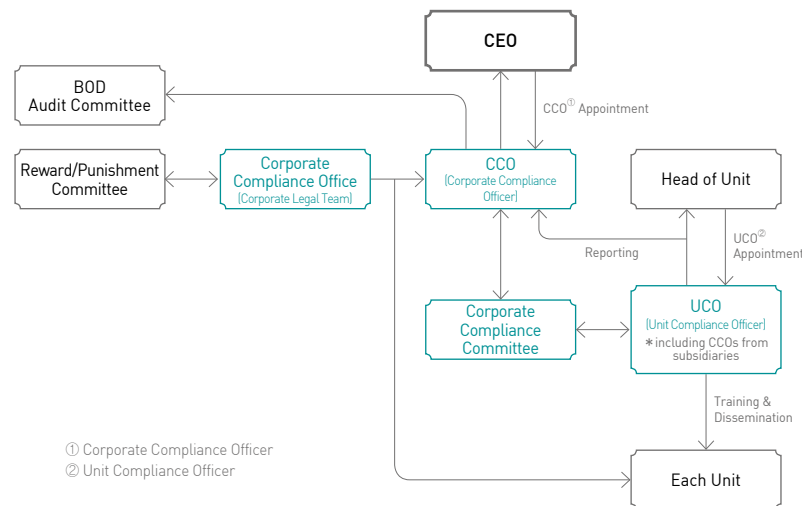 CEO
BOD
Audit Committee
CCO① Appointment
Reward/Punishment
Committee
Corporate
Compliance Office
(Corporate Legal Team)
CCO
(Corporate Compliance
Officer)
Head of Unit
Reporting
UCO②
Appointment
Corporate
Compliance
Committee
UCO
(Unit Compliance Officer)
*including CCOs from
subsidiaries
Training &
Dissemination
① Corporate Compliance Officer
② Unit Compliance Officer
Each Unit